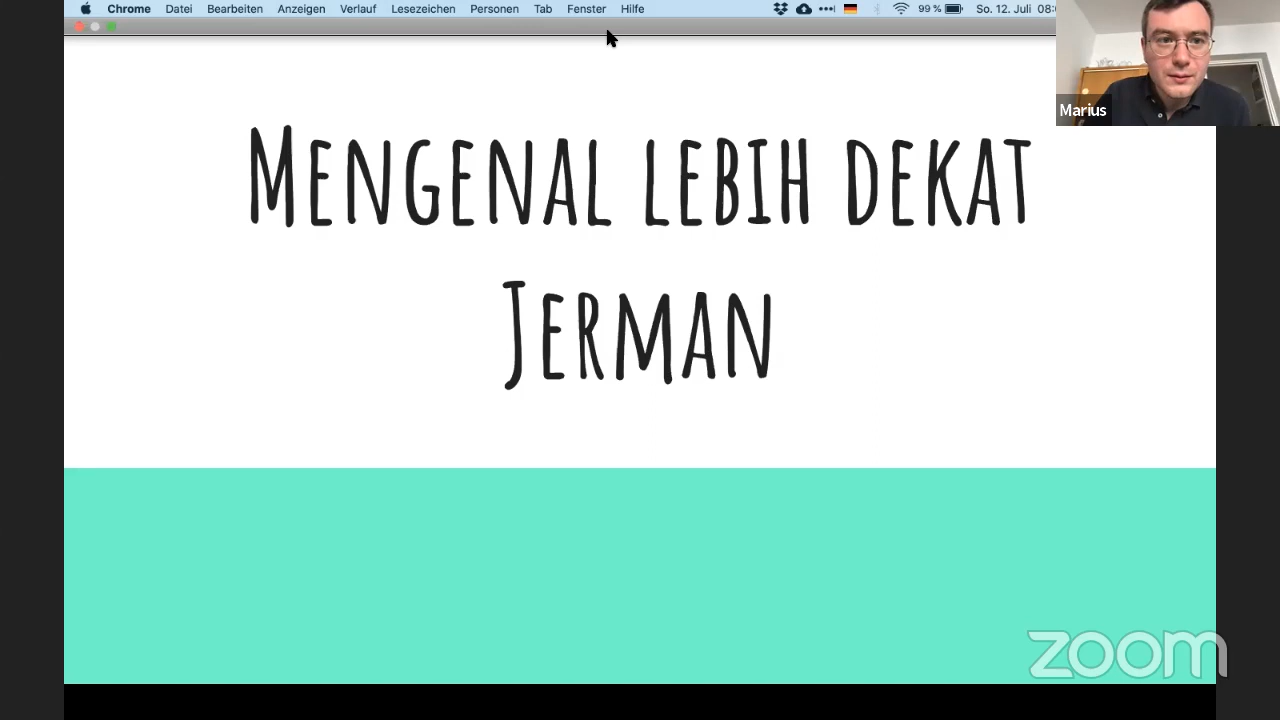 Chrome Datei Bearbeiten Anzeigen Verlauf Lesezeichen Personen Tab Fenster Hilfe 99 % So. 12. Juli
Marius
MENGENAL LEBIH DEKAT
JERMAN
zoom